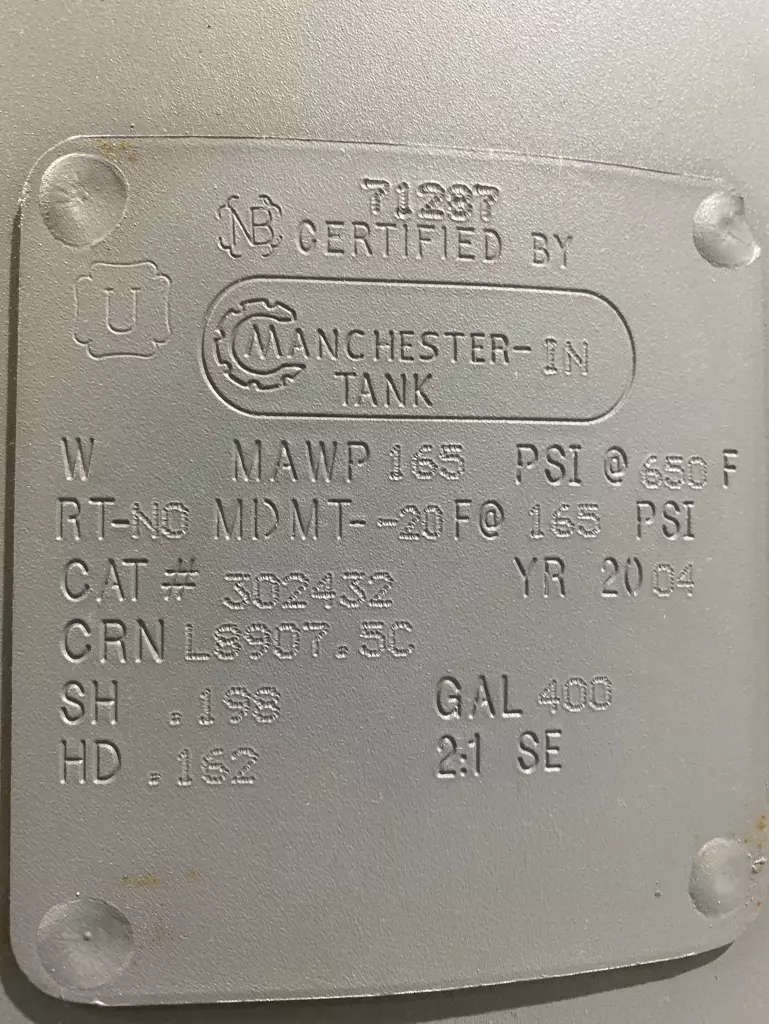 71287
NB CERTIFIED BY
U
MANCHESTER-IN
TANK
W MAWP 165 PSI @ 650 F
RT-NO MDMT--20 F@ 165 PSI
CAT # 302432 YR 2004
CRN L8907.5C
SH .198 GAL 400
HD .162 2:1 SE